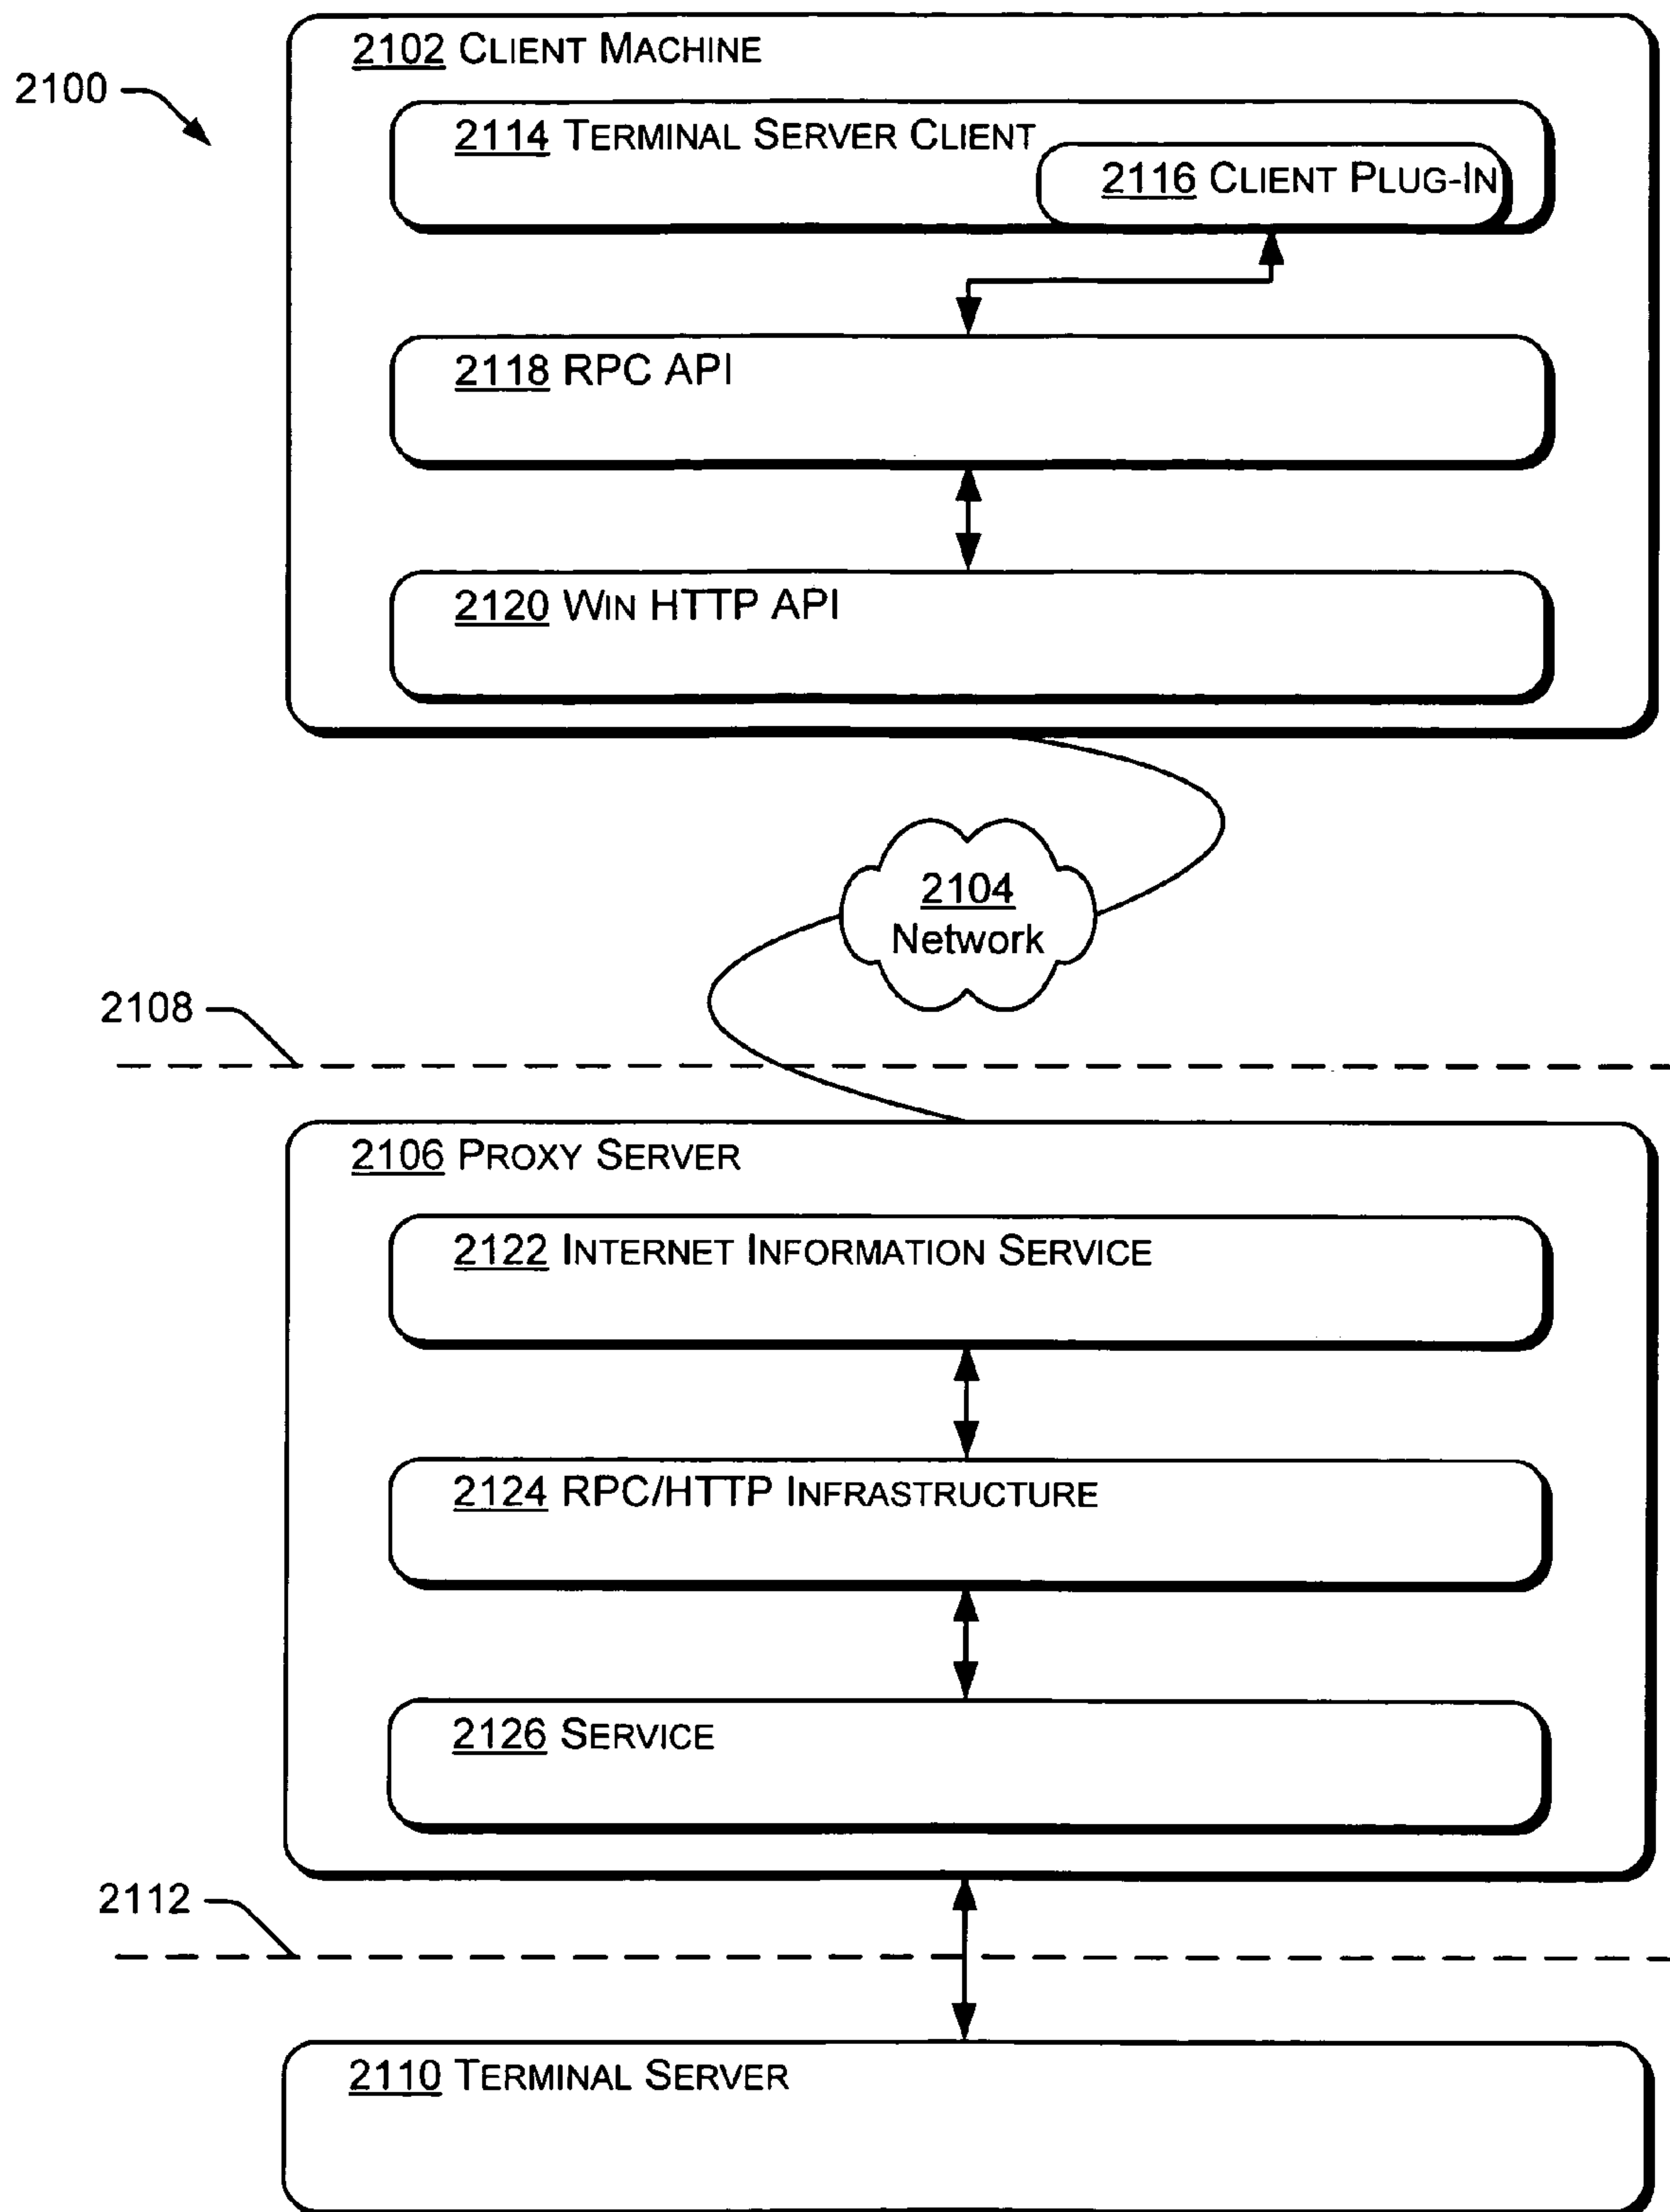 2102 CLIENT MACHINE
2100
2114 TERMINAL SERVER CLIENT
2116 CLIENT PLUG-IN
2118 RPC API
2120 WIN HTTP API
2104
Network
2108
2106 PROXY SERVER
2122 INTERNET INFORMATION SERVICE
2124 RPC/HTTP INFRASTRUCTURE
2126 SERVICE
2112
2110 TERMINAL SERVER